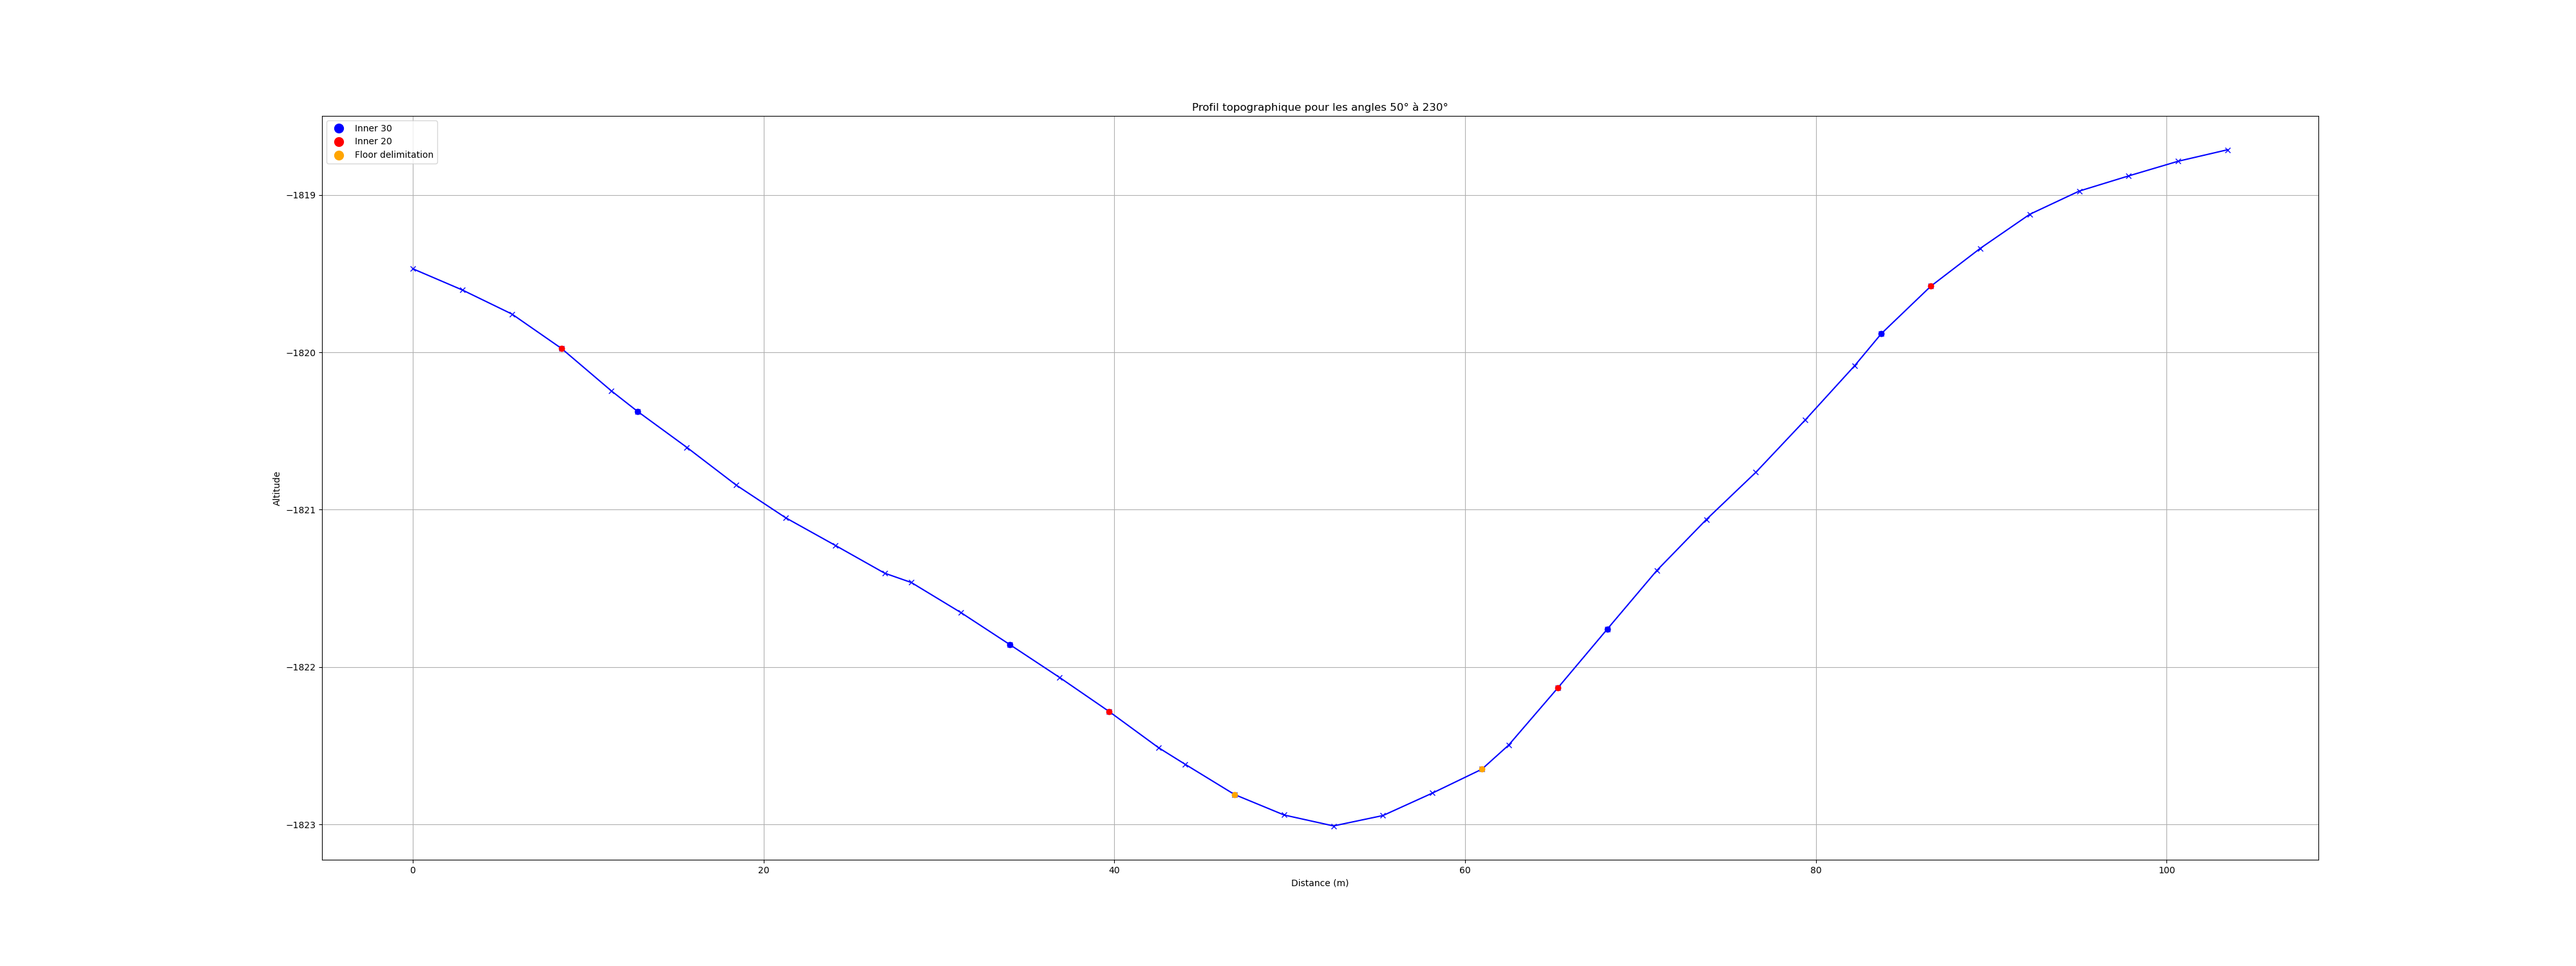 Profil topographique pour les angles 50° à 230°
Inner 30
Inner 20
Floor delimitation
−1819
−1820
−1821
−1822
−1823
Altitude
0 20 40 60 80 100
Distance (m)